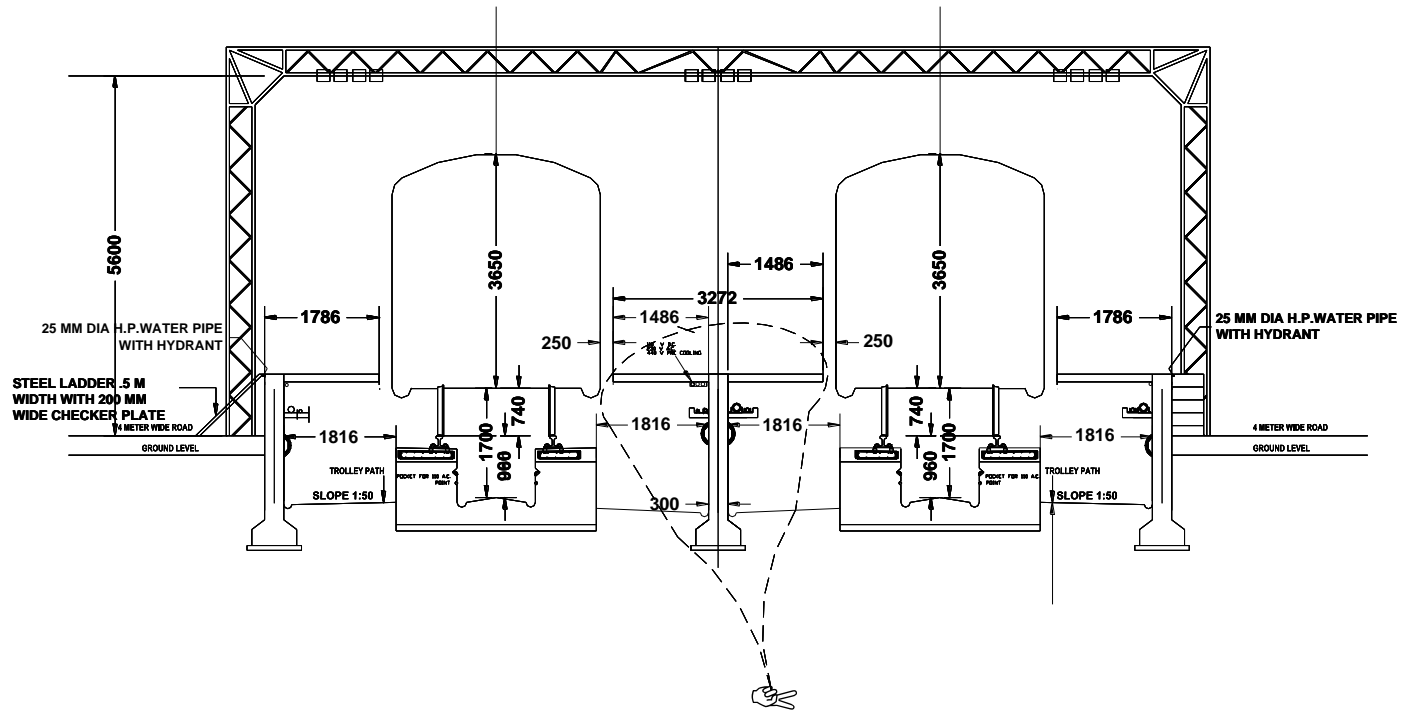 1486
3272
5600
3650
3650
1786
1486
1786
25 MM DIA H.P.WATER PIPE
WITH HYDRANT
25 MM DIA H.P.WATER PIPE
WITH HYDRANT
250
250
STEEL LADDER .5 M
WIDTH WITH 200 MM
WIDE CHECKER PLATE
740
740
4 METER WIDE ROAD
4 METER WIDE ROAD
1816
1816
1816
1816
GROUND LEVEL
GROUND LEVEL
1700
960
1700
TROLLEY PATH
TROLLEY PATH
POINT
POINT
SLOPE 1:50
SLOPE 1:50
300